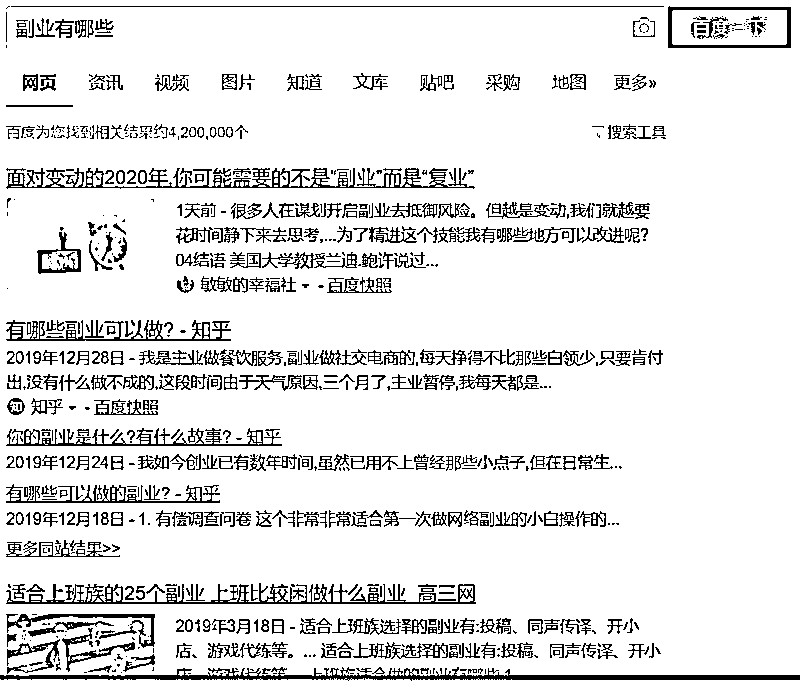 副业有哪些
百度一下
网页 资讯 视频 图片 知道 文库 贴吧 采购 地图 更多»
百度为您找到相关结果约4,200,000个 搜索工具
面对变动的2020年,你可能需要的不是"副业"而是"复业"
1天前 - 很多人在谋划开启副业去抵御风险。但越是变动,我们就越要
花时间静下来去思考,...为了精进这个技能我有哪些地方可以改进呢?
04结语 美国大学教授兰迪.鲍许说过...
敏敏的幸福社 - 百度快照
有哪些副业可以做? - 知乎
2019年12月28日 - 我是主业做餐饮服务,副业做社交电商的,每天挣得不比那些白领少,只要肯付
出,没有什么做不成的,这段时间由于天气原因,三个月了,主业暂停,我每天都是...
知 知乎 - 百度快照
你的副业是什么?有什么故事? - 知乎
2019年12月24日 - 我如今创业已有数年时间,虽然已用不上曾经那些小点子,但在日常生...
有哪些可以做的副业? - 知乎
2019年12月18日 - 1. 有偿调查问卷 这个非常非常适合第一次做网络副业的小白操作的...
更多同站结果>>
适合上班族的25个副业_上班比较闲做什么副业_高三网
2019年3月18日 - 适合上班族选择的副业有:投稿、同声传译、开小
店、游戏代练等。... 适合上班族选择的副业有:投稿、同声传译、开小
店、游戏代练等。... 上班族适合做的副业有哪些 1